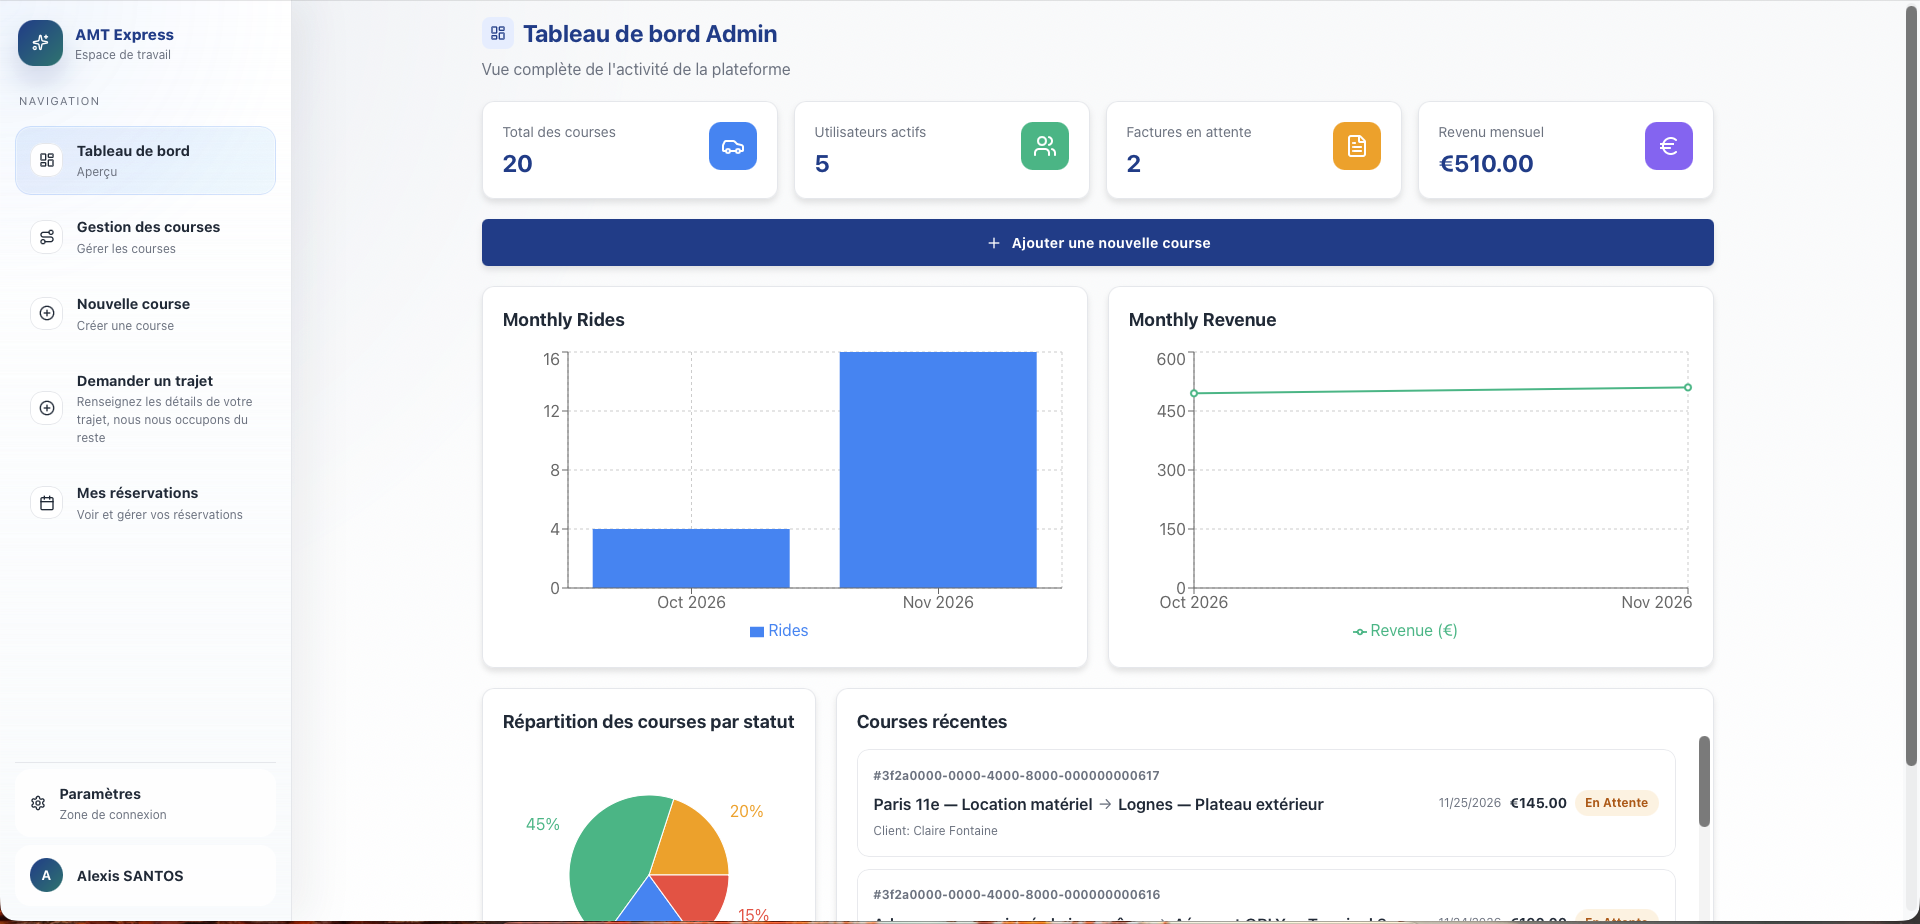 AMT Express
Espace de travail
NAVIGATION
Tableau de bord
Aperçu
Gestion des courses
Gérer les courses
Nouvelle course
Créer une course
Demander un trajet
Renseignez les détails de votre
trajet, nous nous occupons du
reste
Mes réservations
Voir et gérer vos réservations
Paramètres
Zone de connexion
A
Alexis SANTOS
Tableau de bord Admin
Vue complète de l'activité de la plateforme
Total des courses
20
Utilisateurs actifs
5
Factures en attente
2
Revenu mensuel
€510.00
Ajouter une nouvelle course
Monthly Rides
16
12
8
4
0
Oct 2026
Nov 2026
Rides
Monthly Revenue
600
450
300
150
0
Oct 2026
Nov 2026
Revenue (€)
Répartition des courses par statut
45%
20%
15%
Courses récentes
#3f2a0000-0000-4000-8000-000000000617
Paris 11e — Location matériel → Lognes — Plateau extérieur
11/25/2026 €145.00 En Attente
Client: Claire Fontaine
#3f2a0000-0000-4000-8000-000000000616